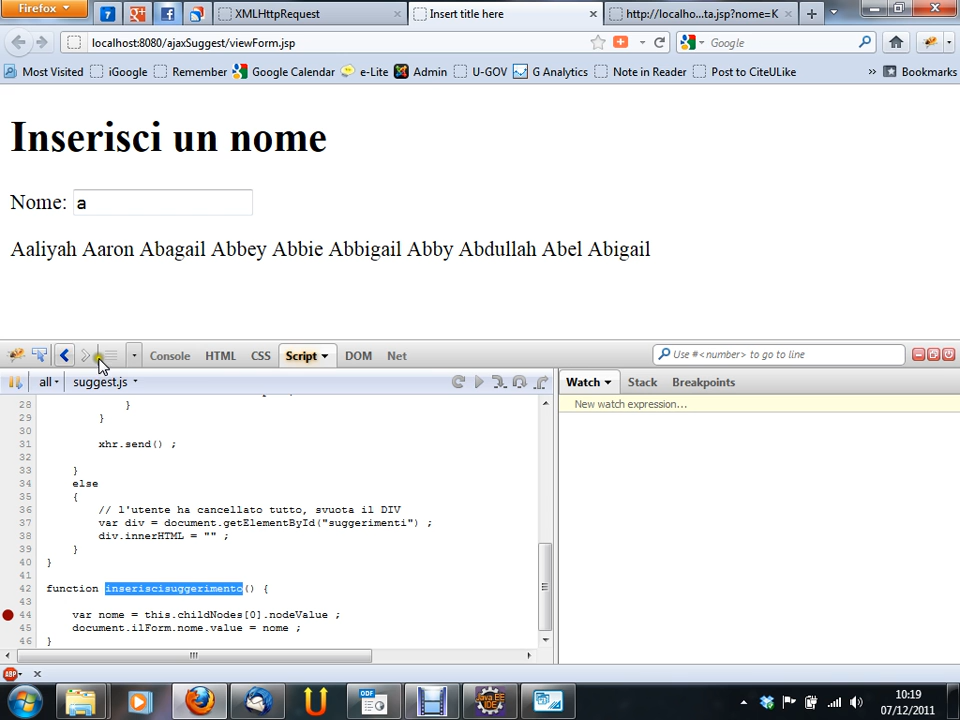 Firefox
7
XMLHttpRequest
Insert title here
http://localho...ta.jsp?nome=K
localhost:8080/ajaxSuggest/viewForm.jsp
Google
Most Visited
iGoogle
Remember
Google Calendar
e-Lite
Admin
U-GOV
G Analytics
Note in Reader
Post to CiteULike
»
Bookmarks
Inserisci un nome
Nome: a
Aaliyah Aaron Abagail Abbey Abbie Abbigail Abby Abdullah Abel Abigail
Console HTML CSS Script DOM Net
Use #<number> to go to line
all suggest.js
Watch Stack Breakpoints
New watch expression...
28 }
29 }
30
31 xhr.send() ;
32
33 }
34 else
35 {
36 // l'utente ha cancellato tutto, svuota il DIV
37 var div = document.getElementById("suggerimenti") ;
38 div.innerHTML = "" ;
39 }
40 }
41
42 function inseriscisuggerimento() {
43
44 var nome = this.childNodes[0].nodeValue ;
45 document.ilForm.nome.value = nome ;
46 }
ABP
ODF
Java EE
IDE
10:19
07/12/2011